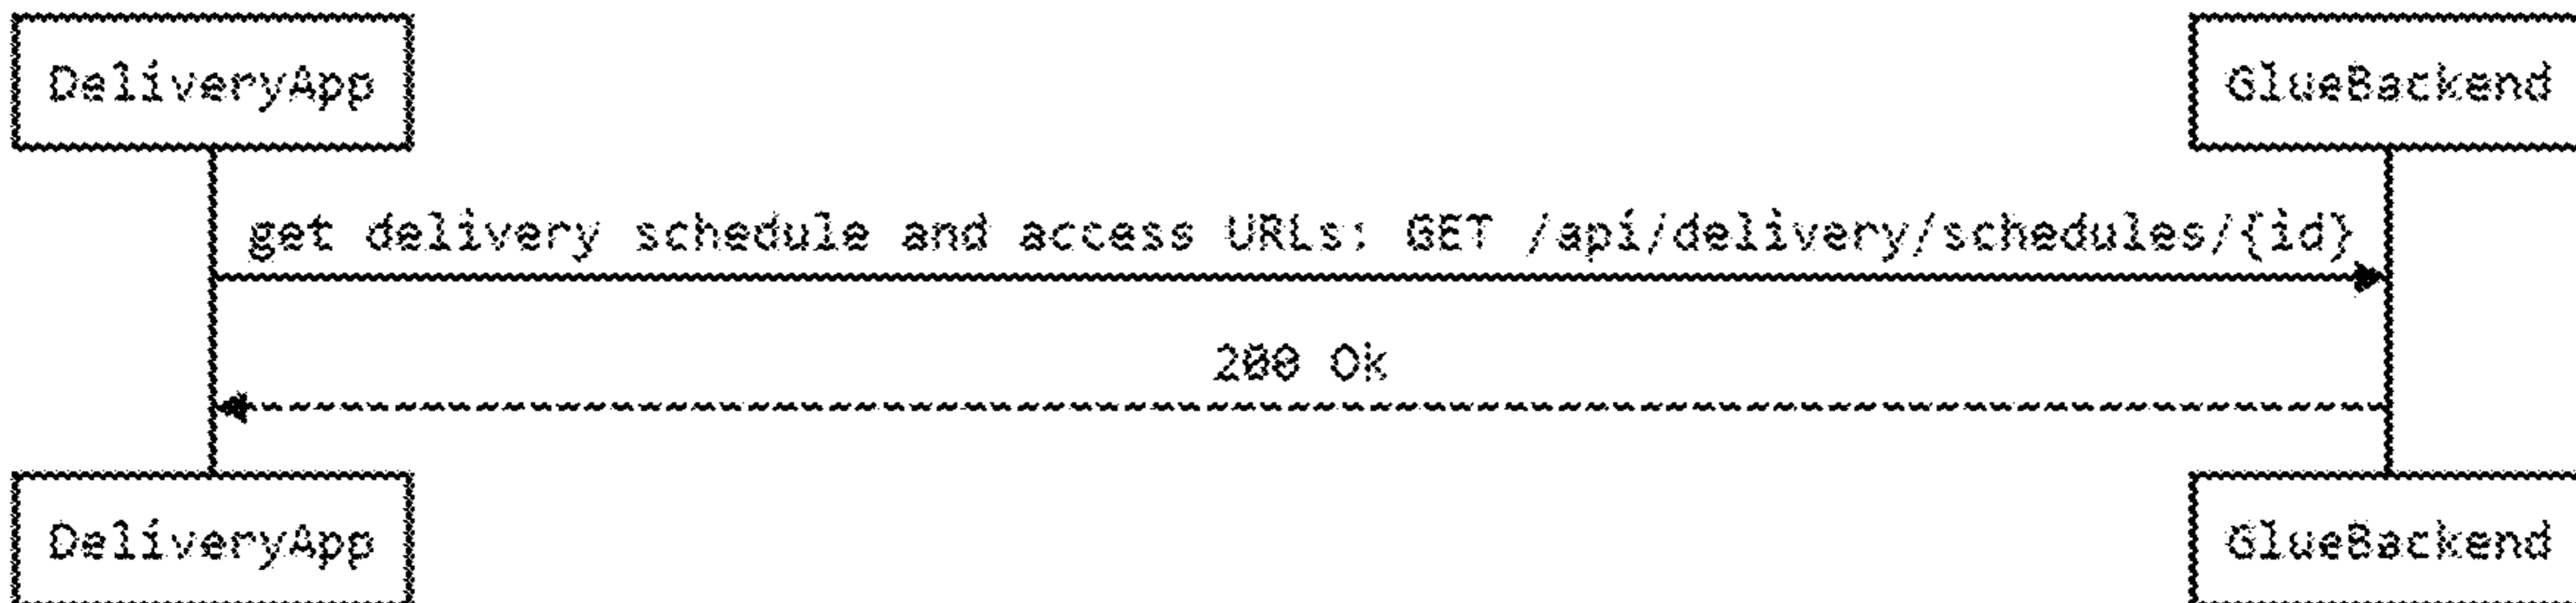 DeliveryApp
GlueBackend
get delivery schedule and access URLs: GET /api/delivery/schedules/{id}
200 Ok
DeliveryApp
GlueBackend